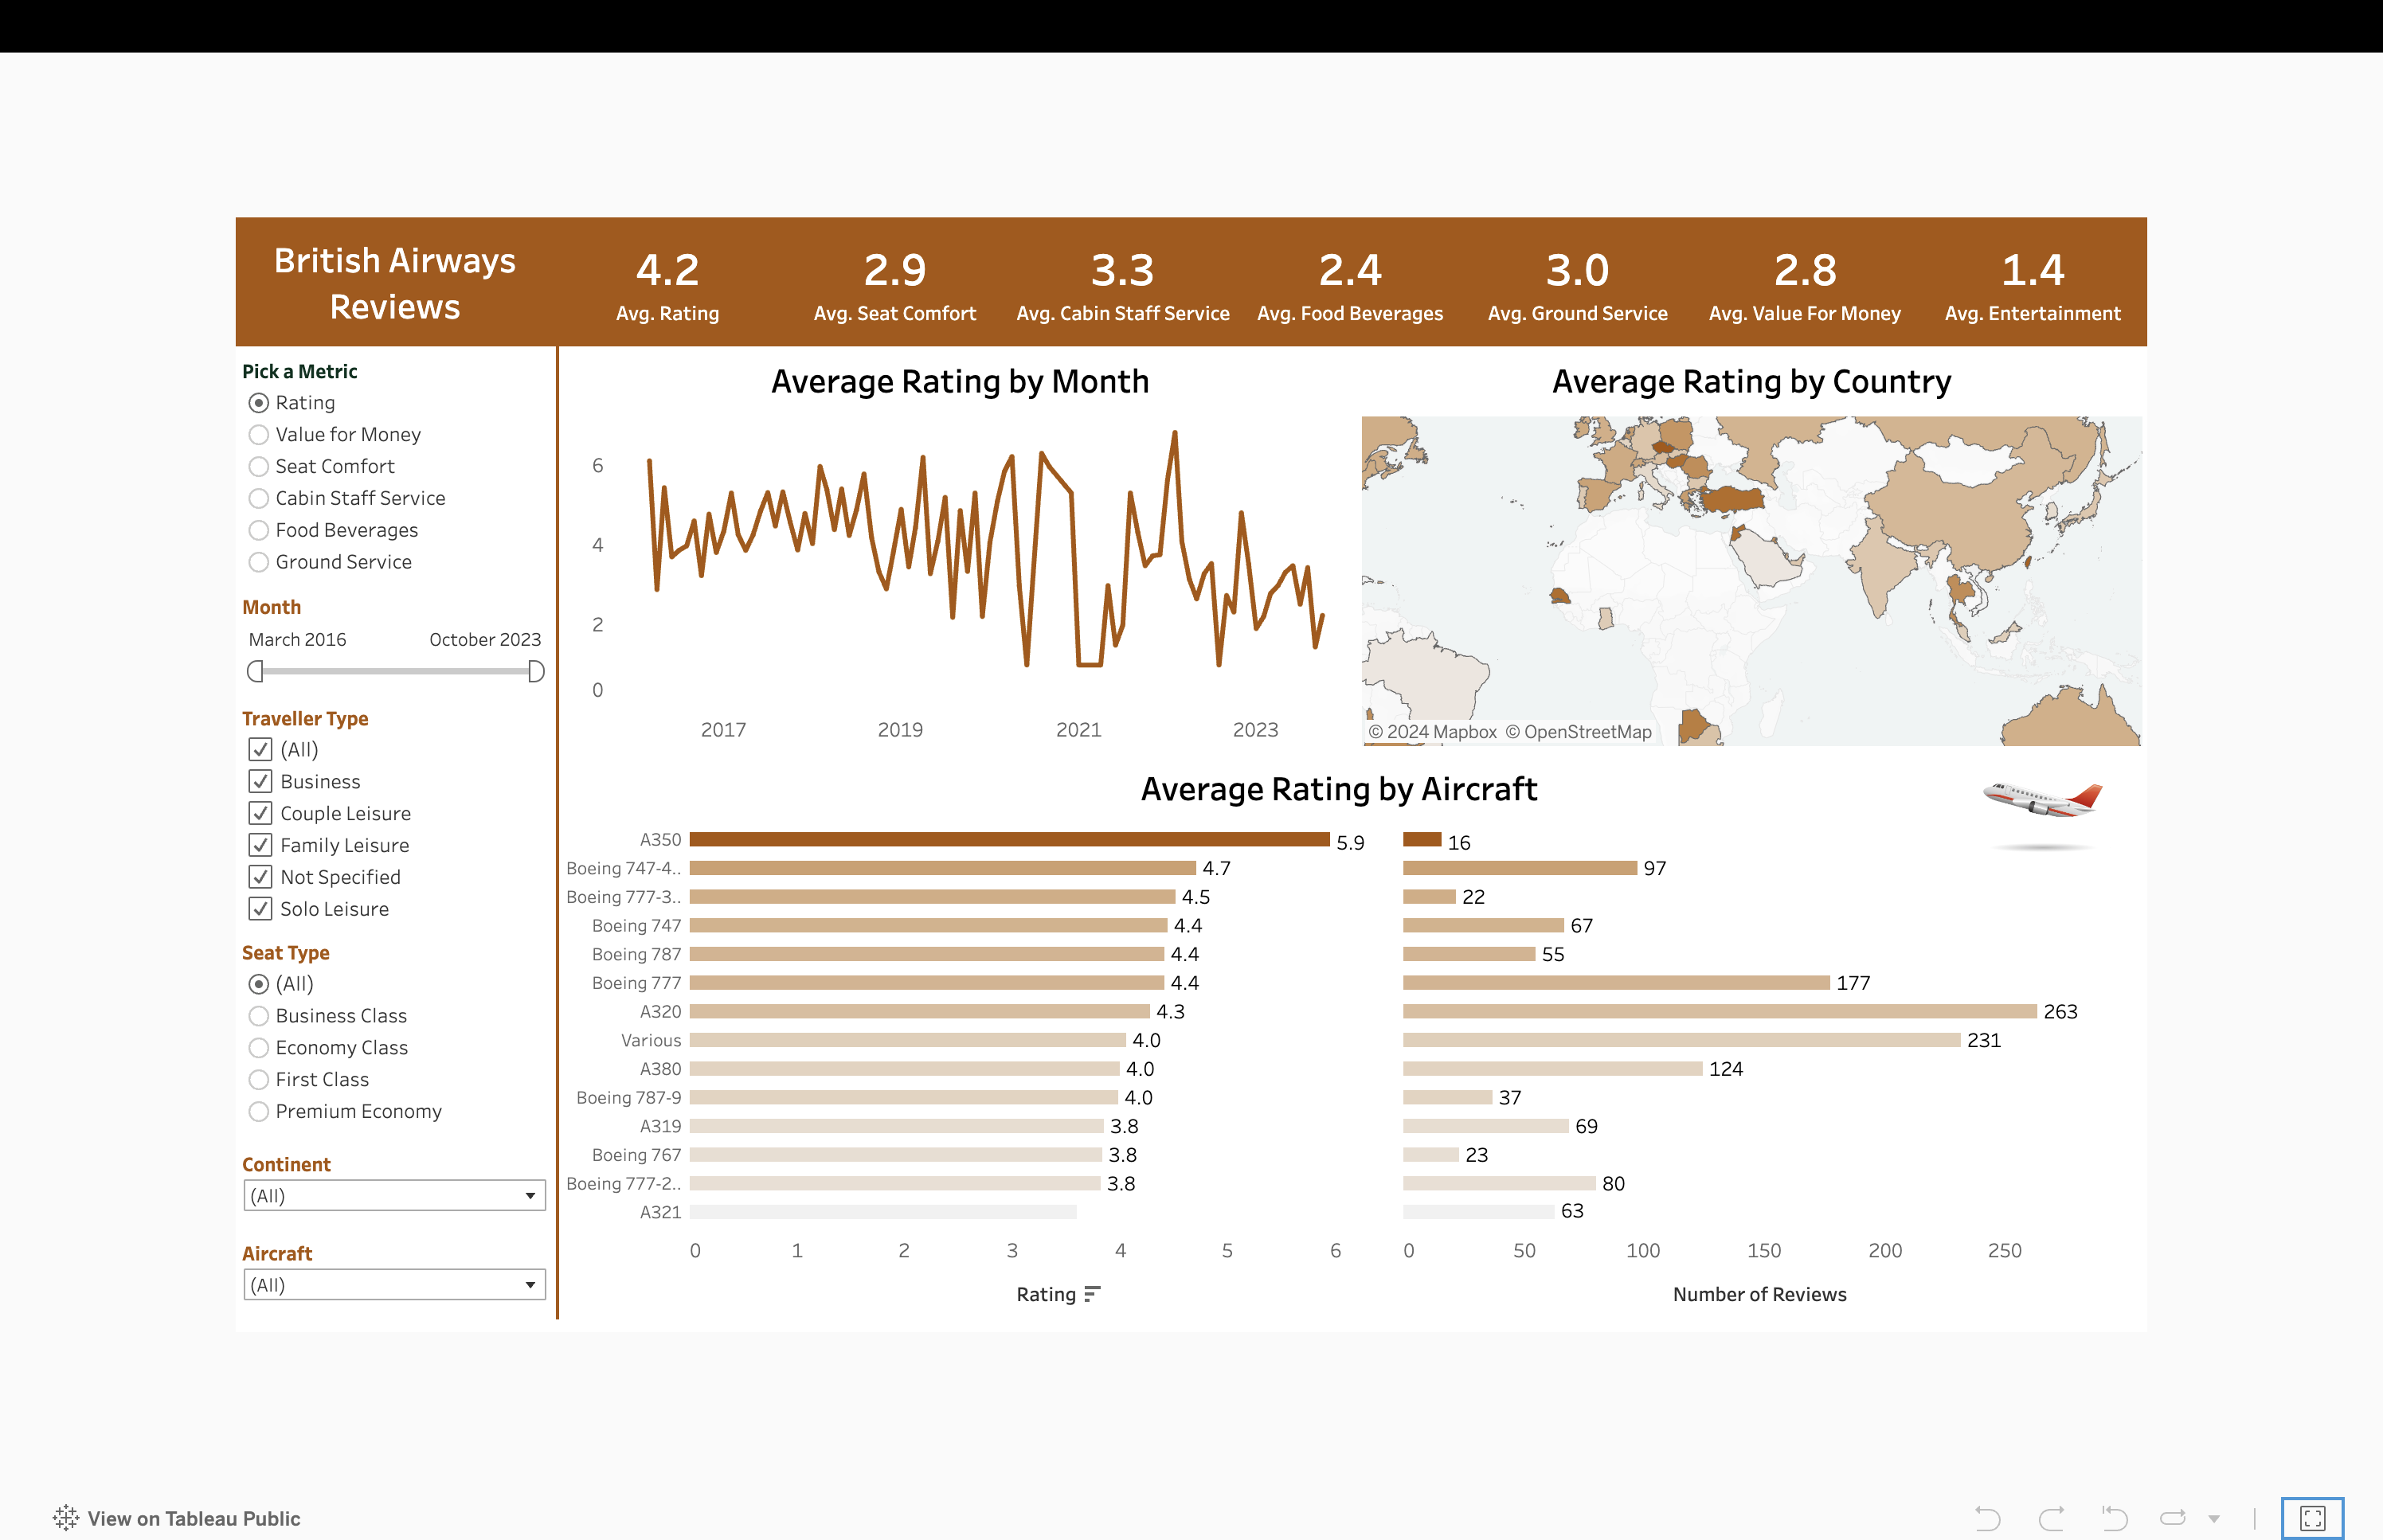 British Airways
Reviews
4.2
Avg. Rating
2.9
Avg. Seat Comfort
3.3
Avg. Cabin Staff Service
2.4
Avg. Food Beverages
3.0
Avg. Ground Service
2.8
Avg. Value For Money
1.4
Avg. Entertainment
Pick a Metric
Rating
Value for Money
Seat Comfort
Cabin Staff Service
Food Beverages
Ground Service
Month
March 2016 October 2023
Traveller Type
(All)
Business
Couple Leisure
Family Leisure
Not Specified
Solo Leisure
Seat Type
(All)
Business Class
Economy Class
First Class
Premium Economy
Continent
(All)
Aircraft
(All)
Average Rating by Month
6
4
2
0
2017 2019 2021 2023
Average Rating by Country
© 2024 Mapbox © OpenStreetMap
Average Rating by Aircraft
A350 5.9 16
Boeing 747-4.. 4.7 97
Boeing 777-3.. 4.5 22
Boeing 747 4.4 67
Boeing 787 4.4 55
Boeing 777 4.4 177
A320 4.3 263
Various 4.0 231
A380 4.0 124
Boeing 787-9 4.0 37
A319 3.8 69
Boeing 767 3.8 23
Boeing 777-2.. 3.8 80
A321 63
0 1 2 3 4 5 6 0 50 100 150 200 250
Rating Number of Reviews
View on Tableau Public